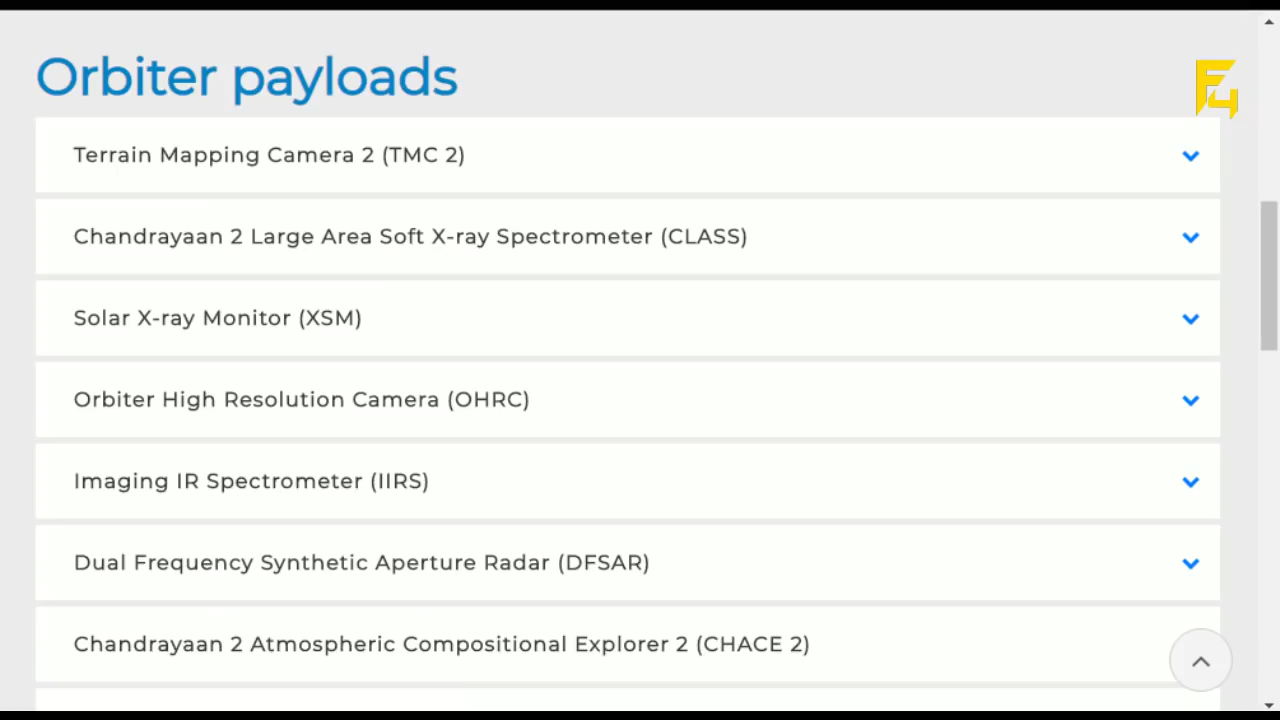 Orbiter payloads
F4
Terrain Mapping Camera 2 (TMC 2)
Chandrayaan 2 Large Area Soft X-ray Spectrometer (CLASS)
Solar X-ray Monitor (XSM)
Orbiter High Resolution Camera (OHRC)
Imaging IR Spectrometer (IIRS)
Dual Frequency Synthetic Aperture Radar (DFSAR)
Chandrayaan 2 Atmospheric Compositional Explorer 2 (CHACE 2)